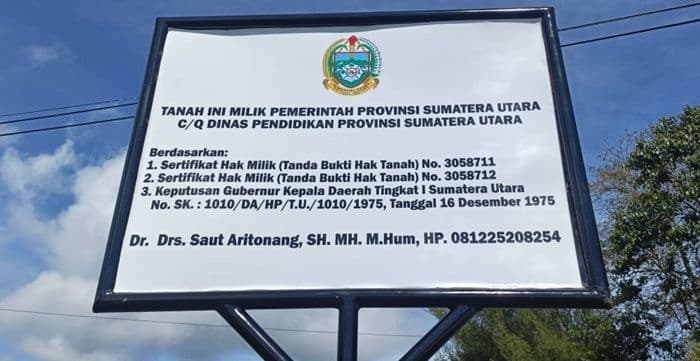 TANAH INI MILIK PEMERINTAH PROVINSI SUMATERA UTARA
C/Q DINAS PENDIDIKAN PROVINSI SUMATERA UTARA
Berdasarkan:
1. Sertifikat Hak Milik (Tanda Bukti Hak Tanah) No. 3058711
2. Sertifikat Hak Milik (Tanda Bukti Hak Tanah) No. 3058712
3. Keputusan Gubernur Kepala Daerah Tingkat I Sumatera Utara
No. SK. : 1010/DA/HP/T.U./1010/1975, Tanggal 16 Desember 1975
Dr. Drs. Saut Aritonang, SH. MH. M.Hum, HP. 081225208254